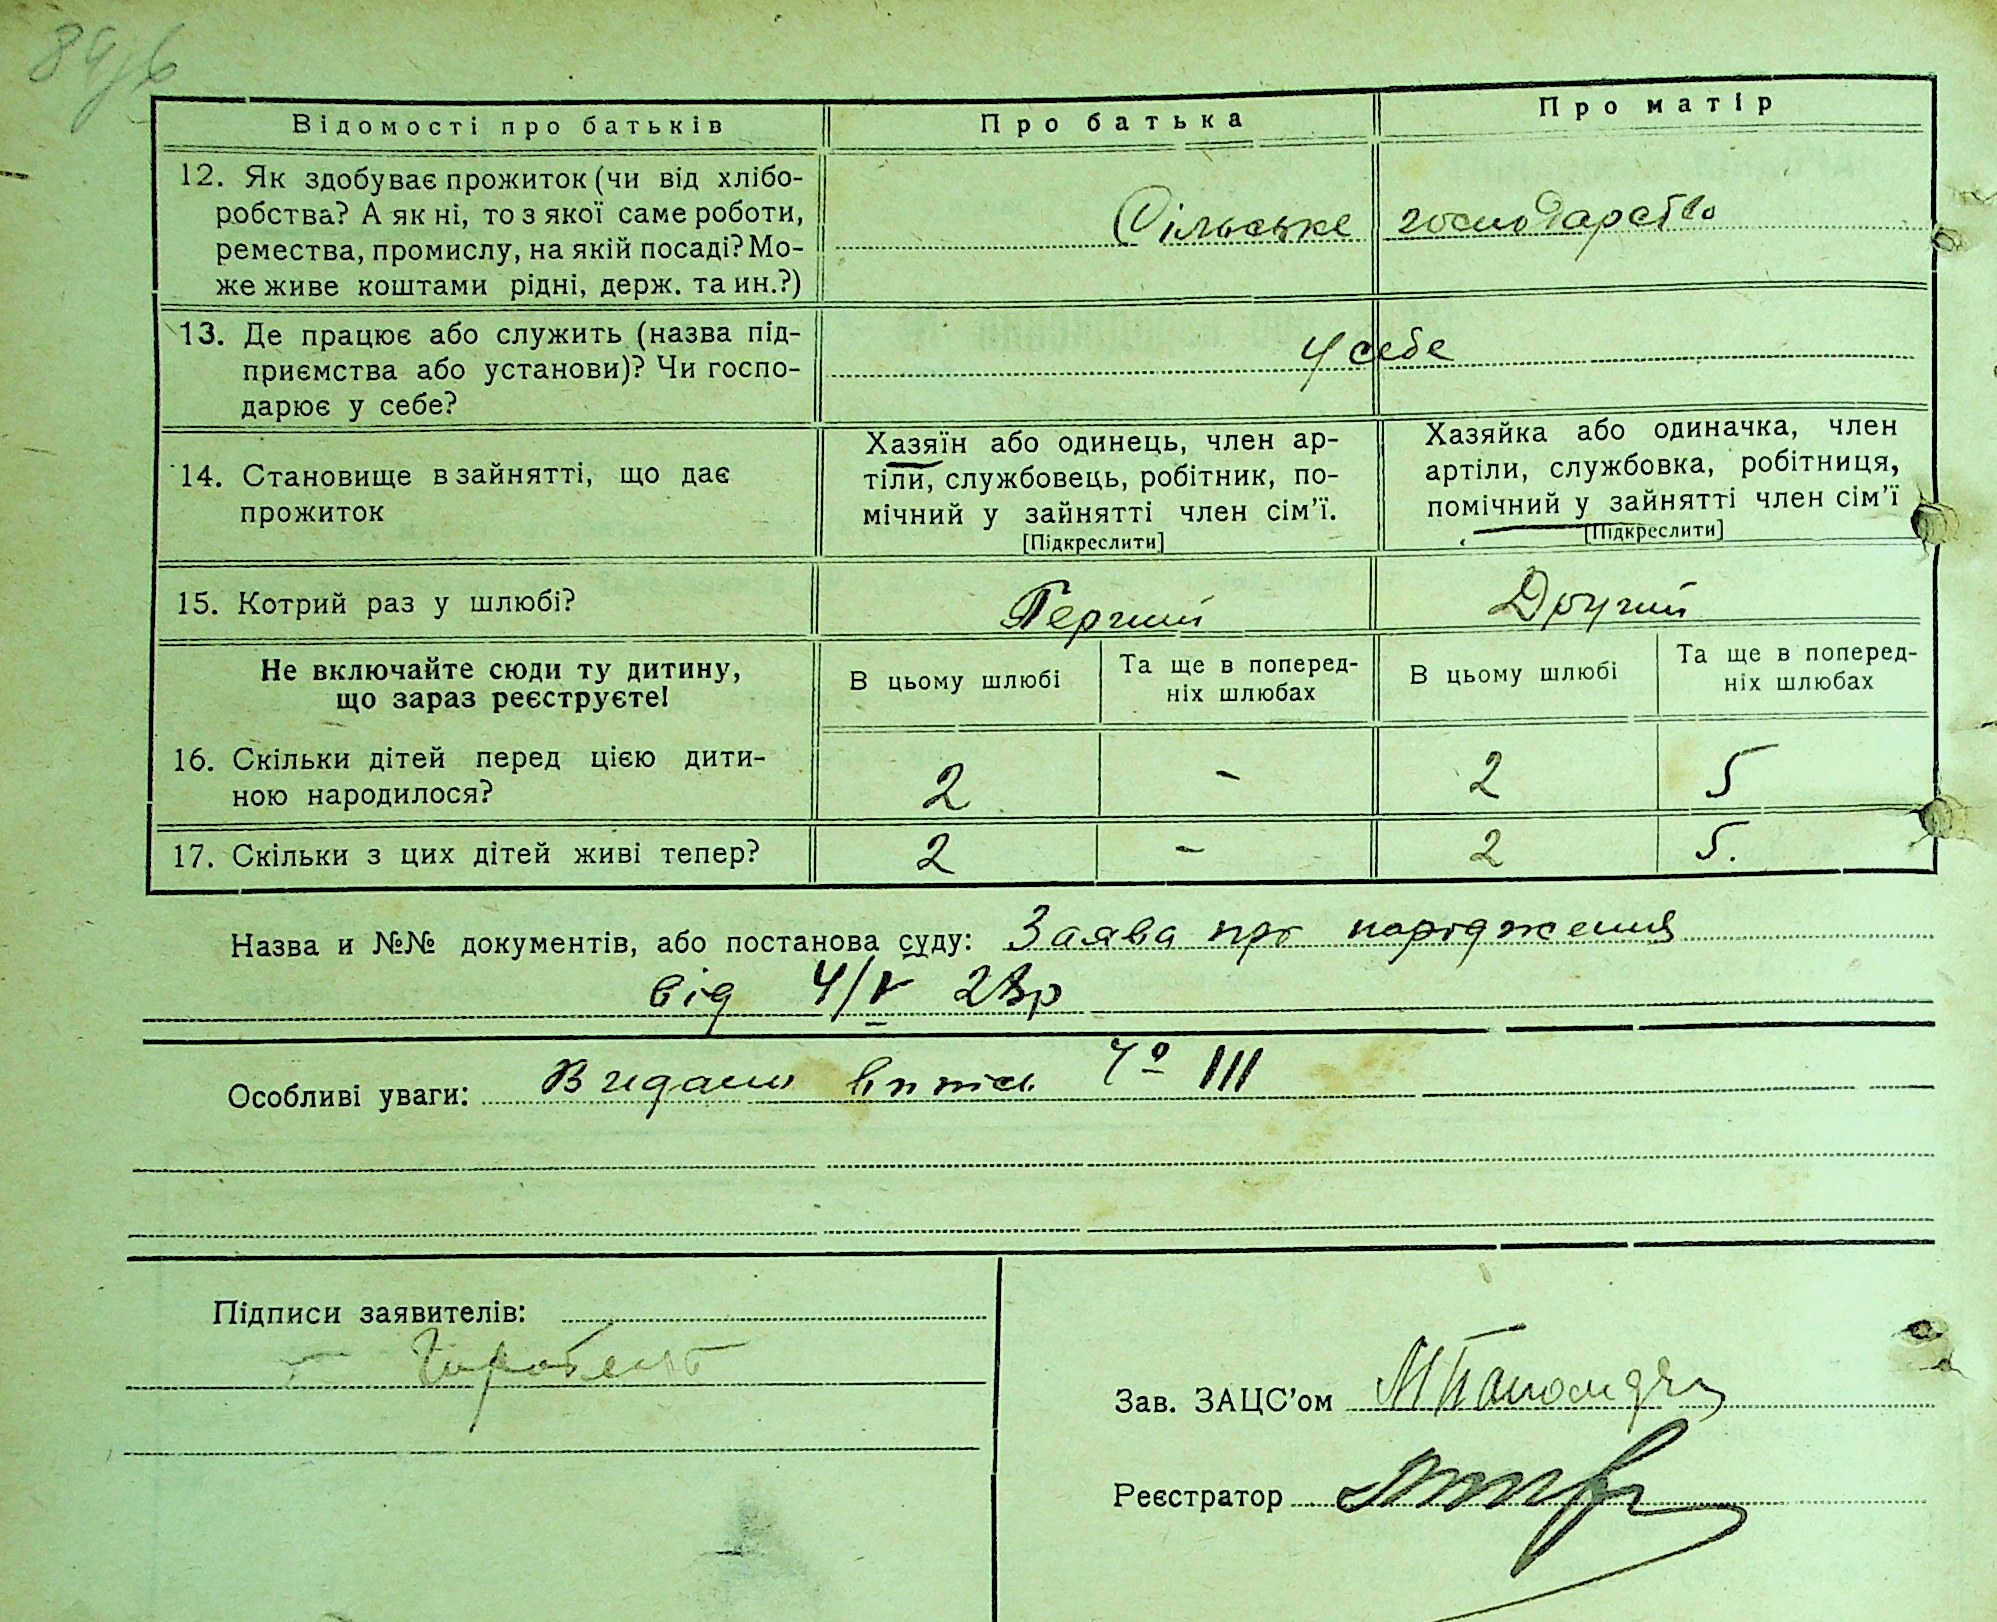 Відомості про батьків
Про батька
Про матір
12. Як здобуває прожиток (чи від хлібо-
робства? А як ні, то з якої саме роботи,
ремества, промислу, на якій посаді? Мо-
же живе коштами рідні, держ. та ин.?)
Сільське господарство
13. Де працює або служить (назва під-
приємства або установи)? Чи госпо-
дарює у себе?
У себе
14. Становище в зайнятті, що дає
прожиток
Хазяїн або одинець, член ар-
тіли, службовець, робітник, по-
мічний у зайнятті член сім'ї.
[Підкреслити]
Хазяйка або одиначка, член
артіли, службовка, робітниця,
помічний у зайнятті член сім'ї
[Підкреслити]
15. Котрий раз у шлюбі?
Перший
Другий
Не включайте сюди ту дитину,
що зараз реєструєте!
В цьому шлюбі
Та ще в поперед-
ніх шлюбах
В цьому шлюбі
Та ще в поперед-
ніх шлюбах
16. Скільки дітей перед цією дити-
ною народилося?
2 - 2 5
17. Скільки з цих дітей живі тепер?
2 - 2 5.
Назва и №№ документів, або постанова суду: Заява про народження
від 4/V 28р
Особливі уваги:
Підписи заявителів:
Зав. ЗАЦС'ом
Реєстратор